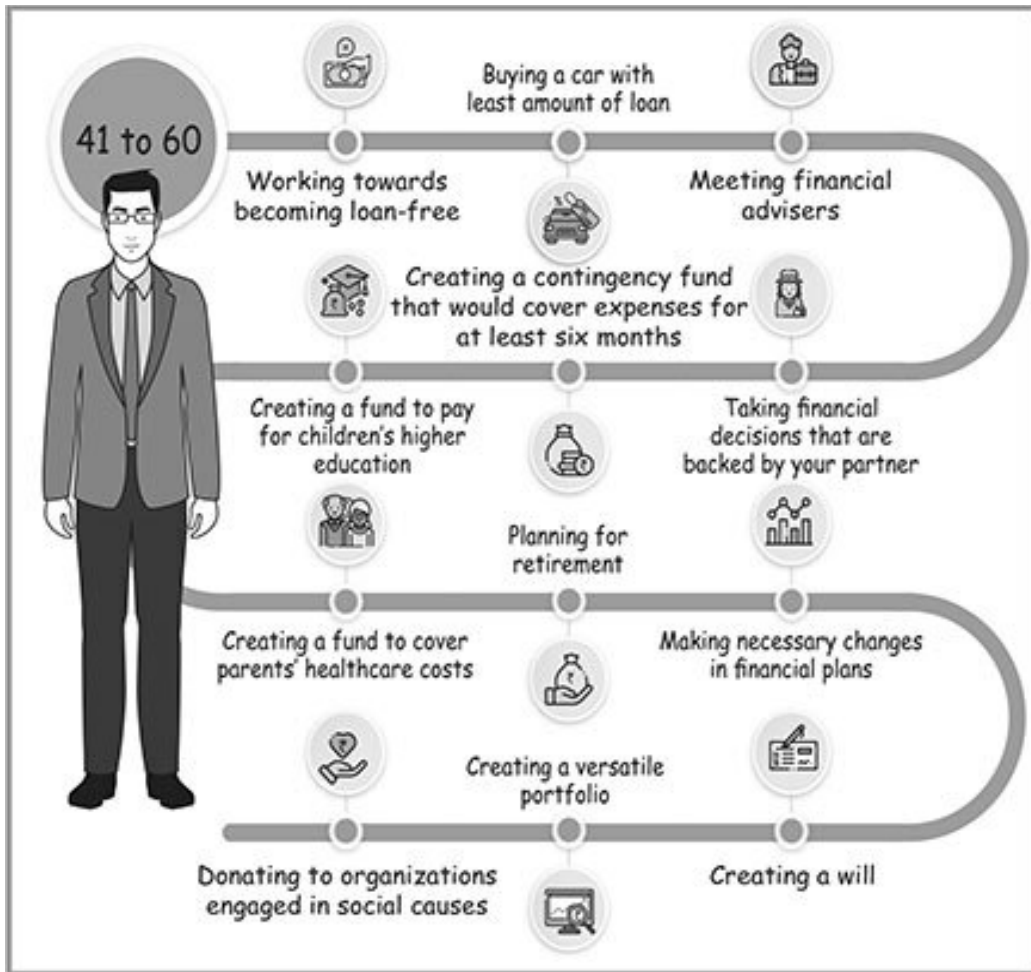 41 to 60
Working towards
becoming loan-free
Buying a car with
least amount of loan
Meeting financial
advisers
Creating a fund to pay
for children's higher
education
Creating a contingency fund
that would cover expenses for
at least six months
Taking financial
decisions that are
backed by your partner
Creating a fund to cover
parents' healthcare costs
Planning for
retirement
Making necessary changes
in financial plans
Donating to organizations
engaged in social causes
Creating a versatile
portfolio
Creating a will